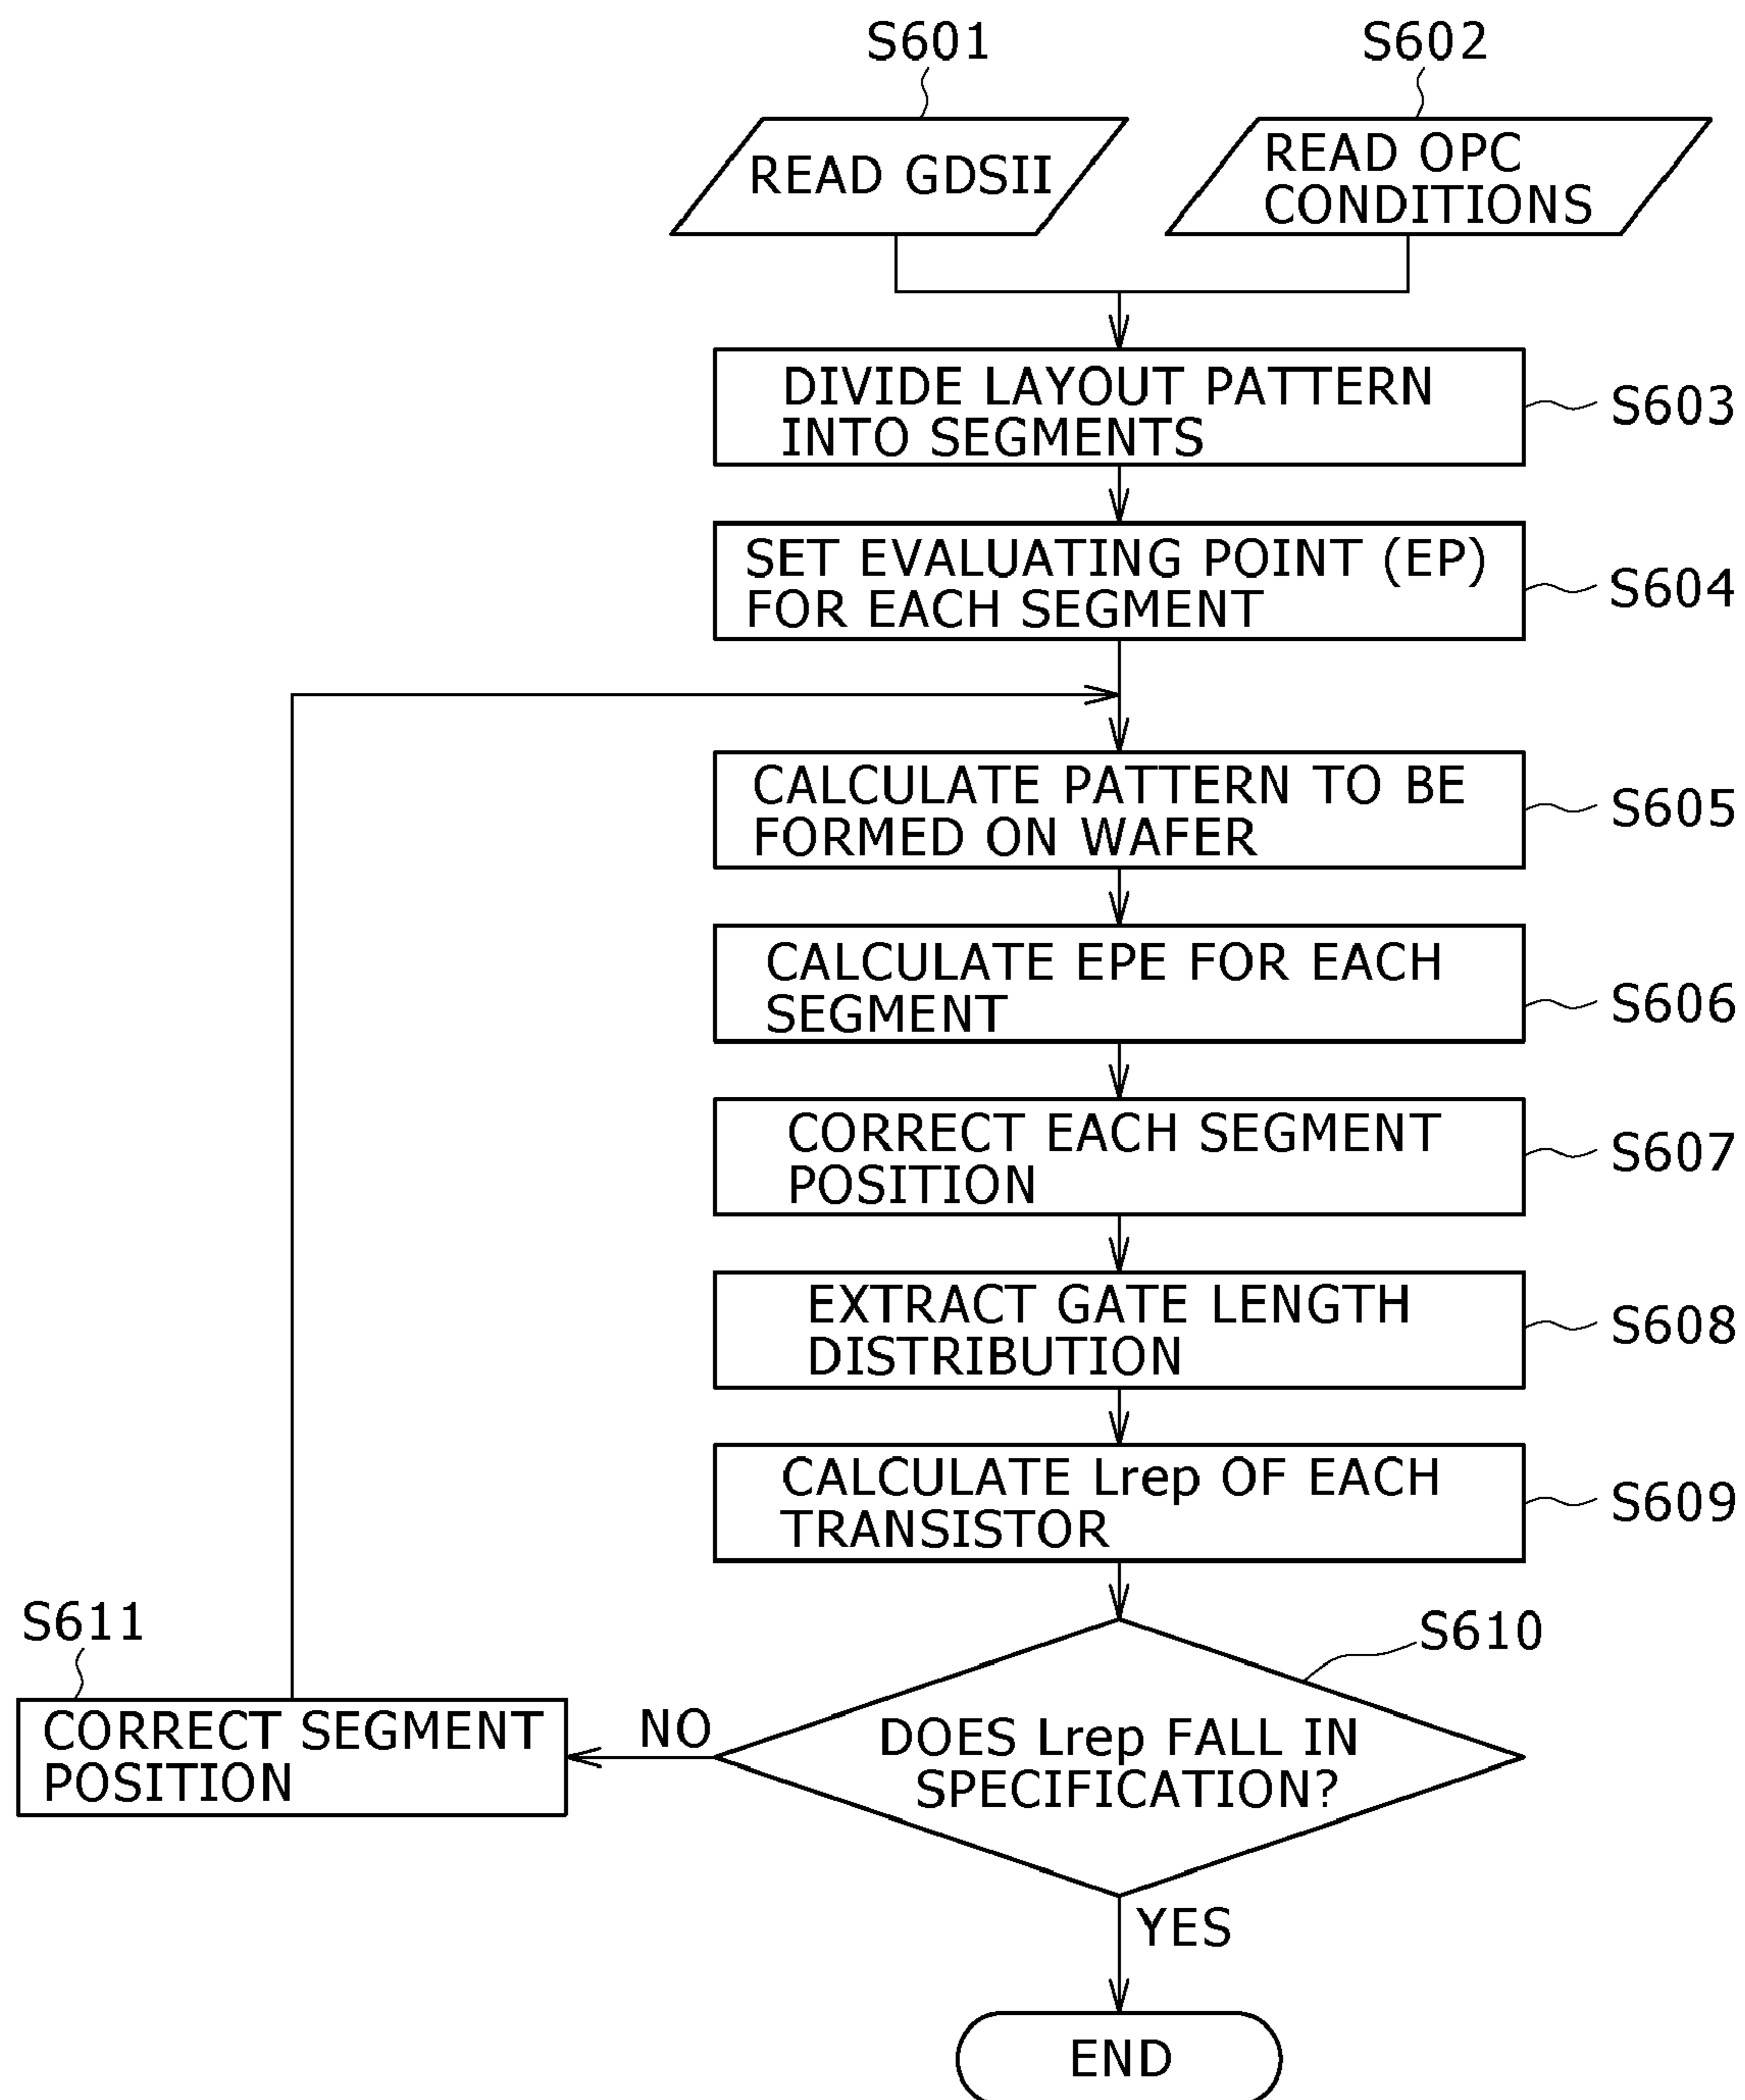 S601
S602
READ GDSII
READ OPC
CONDITIONS
DIVIDE LAYOUT PATTERN
INTO SEGMENTS
S603
SET EVALUATING POINT (EP)
FOR EACH SEGMENT
S604
CALCULATE PATTERN TO BE
FORMED ON WAFER
S605
CALCULATE EPE FOR EACH
SEGMENT
S606
CORRECT EACH SEGMENT
POSITION
S607
EXTRACT GATE LENGTH
DISTRIBUTION
S608
CALCULATE Lrep OF EACH
TRANSISTOR
S609
S611
S610
CORRECT SEGMENT
POSITION
NO
DOES Lrep FALL IN
SPECIFICATION?
YES
END